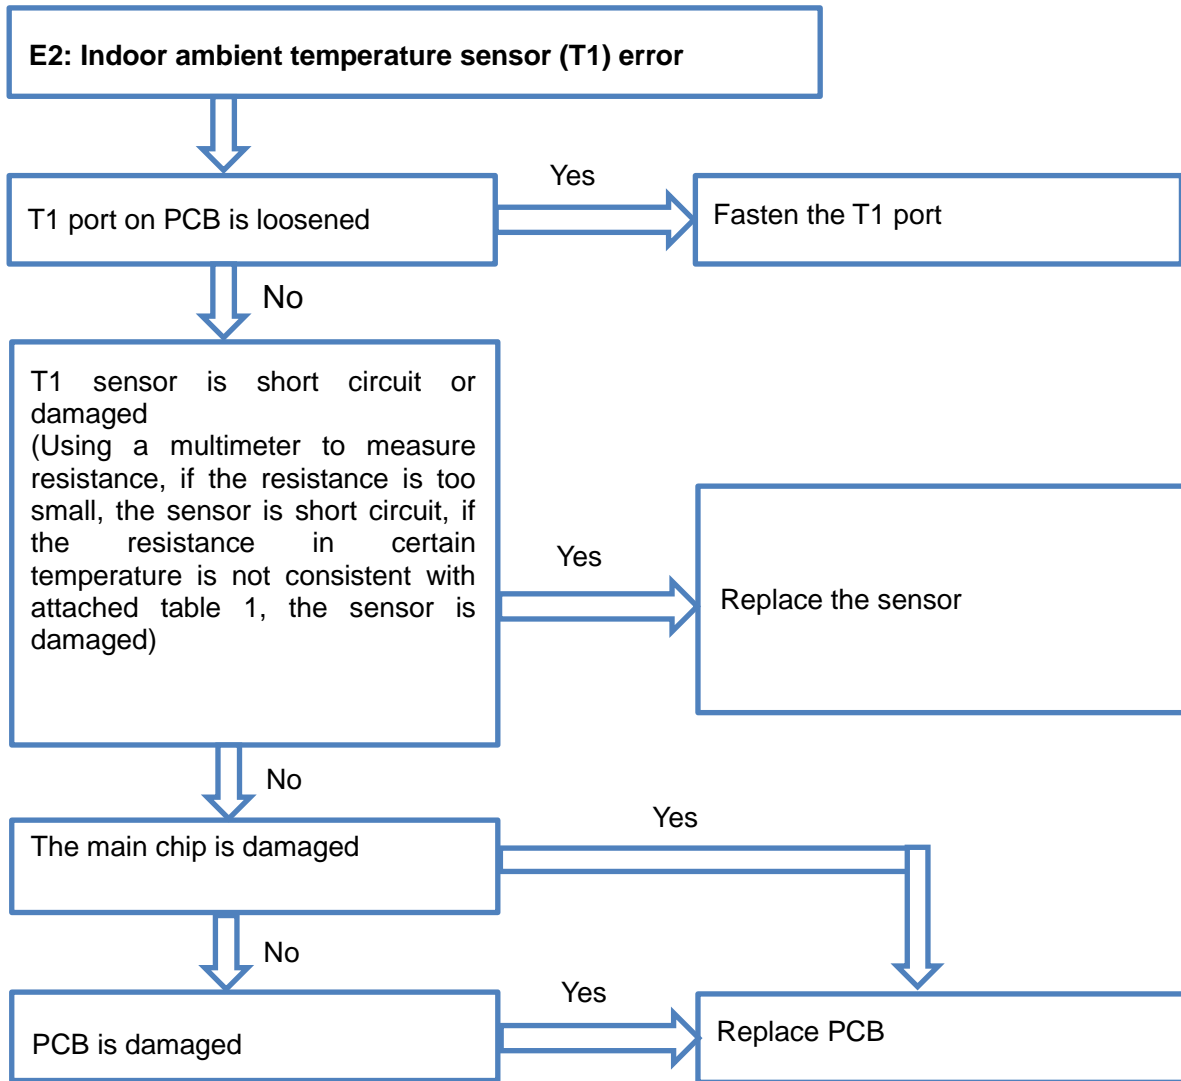 E2: Indoor ambient temperature sensor (T1) error
Yes
T1 port on PCB is loosened
Fasten the T1 port
No
T1 sensor is short circuit or
damaged
(Using a multimeter to measure
resistance, if the resistance is too
small, the sensor is short circuit, if
the resistance in certain
temperature is not consistent with
attached table 1, the sensor is
damaged)
Yes
Replace the sensor
No
The main chip is damaged
Yes
No
PCB is damaged
Yes
Replace PCB